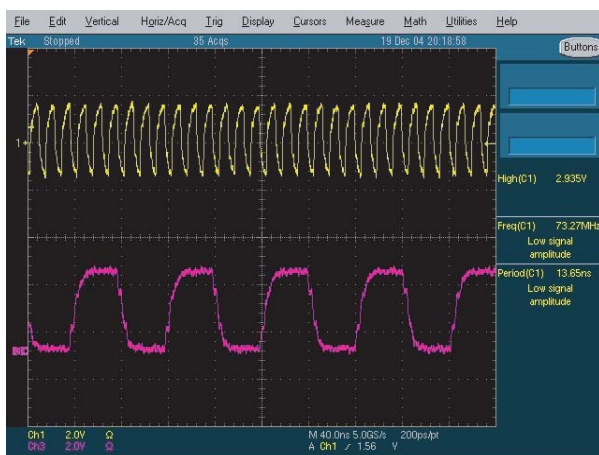 File Edit Vertical Horiz/Acq Trig Display Cursors Measure Math Utilities Help
Tek Stopped 35 Acqs 19 Dec 04 20:18:58 Buttons
High(C1) 2.935V
Freq(C1) 73.27MHz
Low signal
amplitude
Period(C1) 13.65ns
Low signal
amplitude
Ch1 2.0V Ω M 40.0ns 5.0GS/s 200ps/pt
Ch3 2.0V Ω A Ch1 / 1.56 V